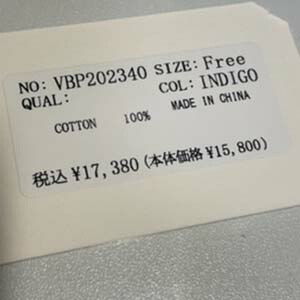 NO: VBP202340 SIZE: Free
QUAL: COL: INDIGO
MADE IN CHINA
COTTON 100%
税込 ¥17,380 (本体価格 ¥15,800)